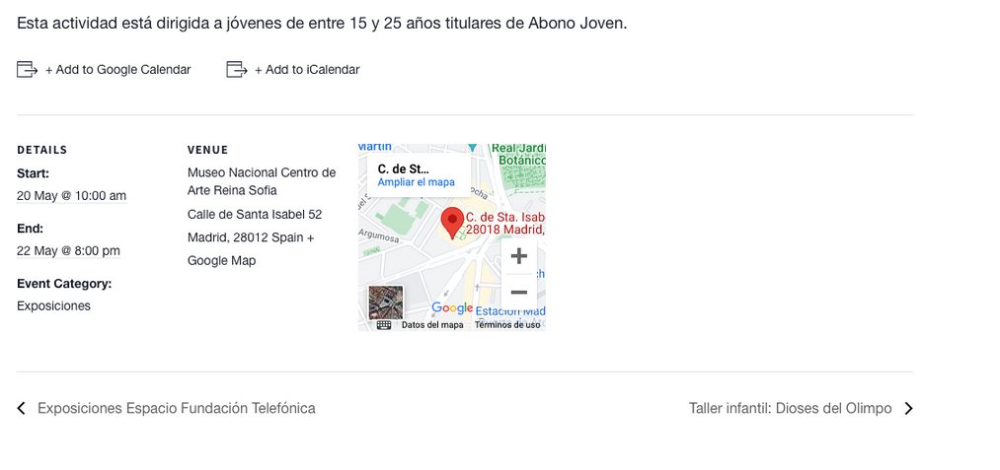 Esta actividad está dirigida a jóvenes de entre 15 y 25 años titulares de Abono Joven.
+ Add to Google Calendar
+ Add to iCalendar
DETAILS
Start:
20 May @ 10:00 am
End:
22 May @ 8:00 pm
Event Category:
Exposiciones
VENUE
Museo Nacional Centro de
Arte Reina Sofia
Calle de Santa Isabel 52
Madrid, 28012 Spain +
Google Map
Martín
Real Jardí
Botánico
C. de St...
Ampliar el mapa
C. de Sta. Isab
28018 Madrid,
Argumosa
+
−
Google
Estación Mad
Datos del mapa
Términos de uso
Exposiciones Espacio Fundación Telefónica
Taller infantil: Dioses del Olimpo